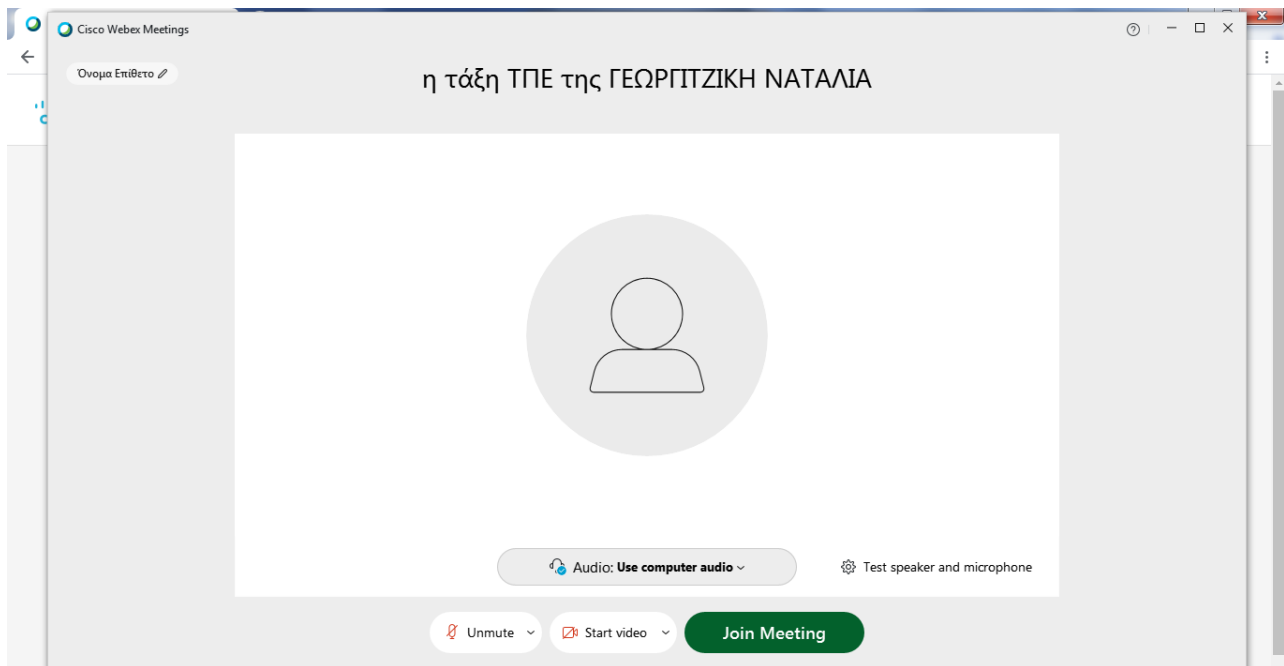 Cisco Webex Meetings
Όνομα Επίθετο
η τάξη ΤΠΕ της ΓΕΩΡΓΙΤΖΙΚΗ ΝΑΤΑΛΙΑ
Audio: Use computer audio
Test speaker and microphone
Unmute
Start video
Join Meeting